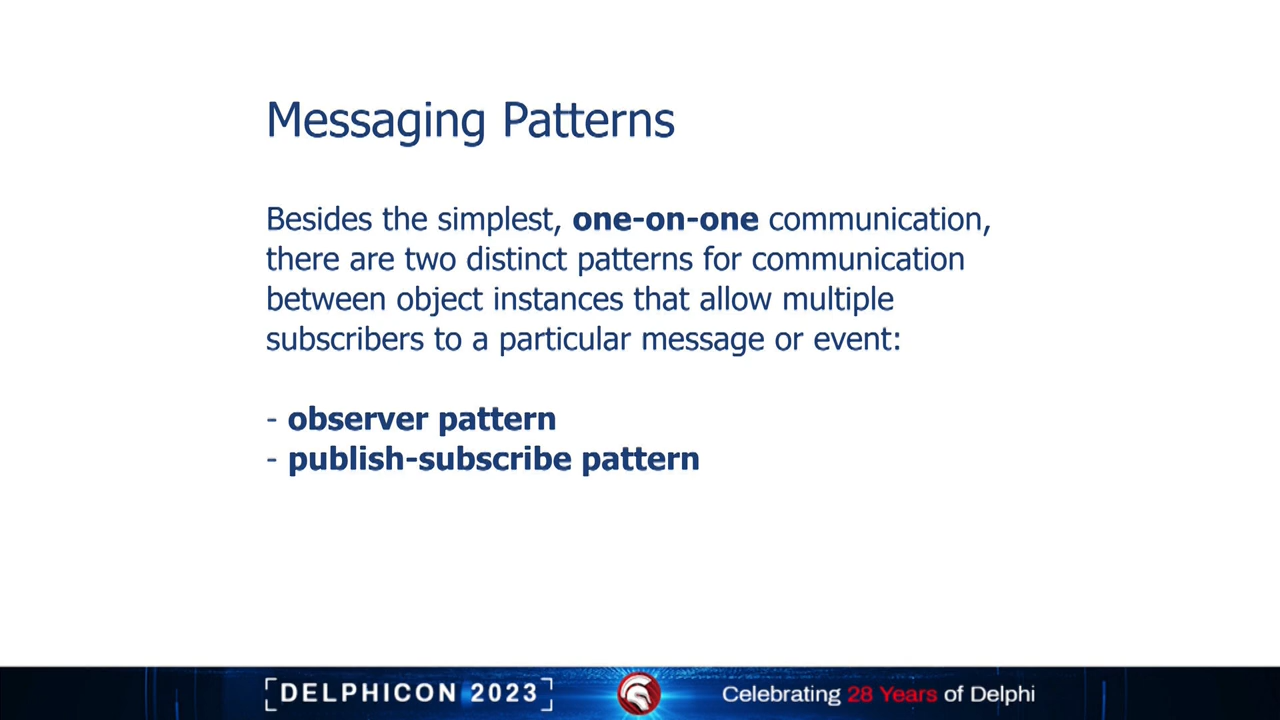 Messaging Patterns
Besides the simplest, one-on-one communication,
there are two distinct patterns for communication
between object instances that allow multiple
subscribers to a particular message or event:
- observer pattern
- publish-subscribe pattern
[DELPHICON 2023]
Celebrating 28 Years of Delphi